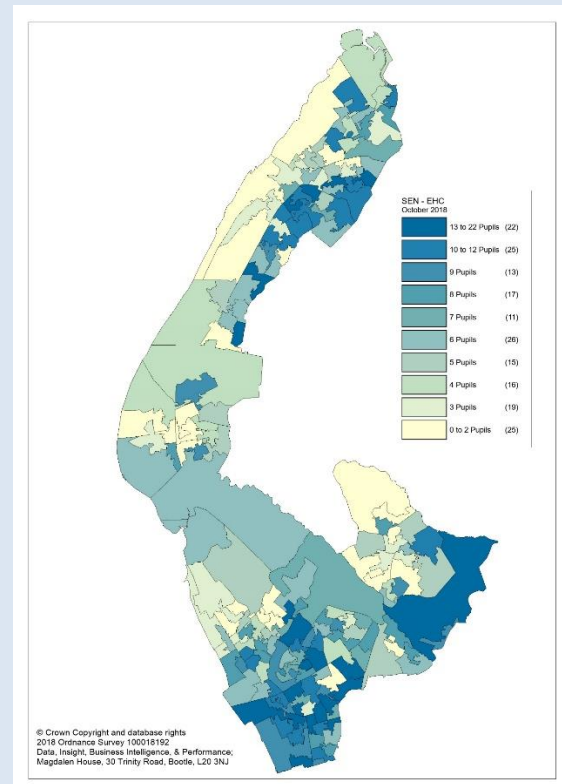 SEN - EHC
October 2018
13 to 22 Pupils (22)
10 to 12 Pupils (25)
9 Pupils (13)
8 Pupils (17)
7 Pupils (11)
6 Pupils (26)
5 Pupils (15)
4 Pupils (16)
3 Pupils (19)
0 to 2 Pupils (25)
© Crown Copyright and database rights
2018 Ordnance Survey 100018192
Data, Insight, Business Intelligence, & Performance;
Magdalen House, 30 Trinity Road, Bootle, L20 3NJ